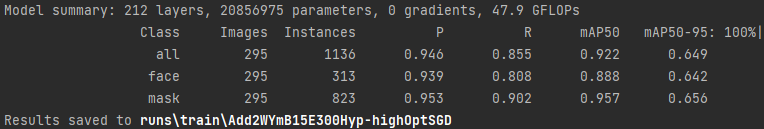 Model summary: 212 layers, 20856975 parameters, 0 gradients, 47.9 GFLOPs
Class Images Instances P R mAP50 mAP50-95: 100%|
all 295 1136 0.946 0.855 0.922 0.649
face 295 313 0.939 0.808 0.888 0.642
mask 295 823 0.953 0.902 0.957 0.656
Results saved to runs\train\Add2WYmB15E300Hyp-highOptSGD